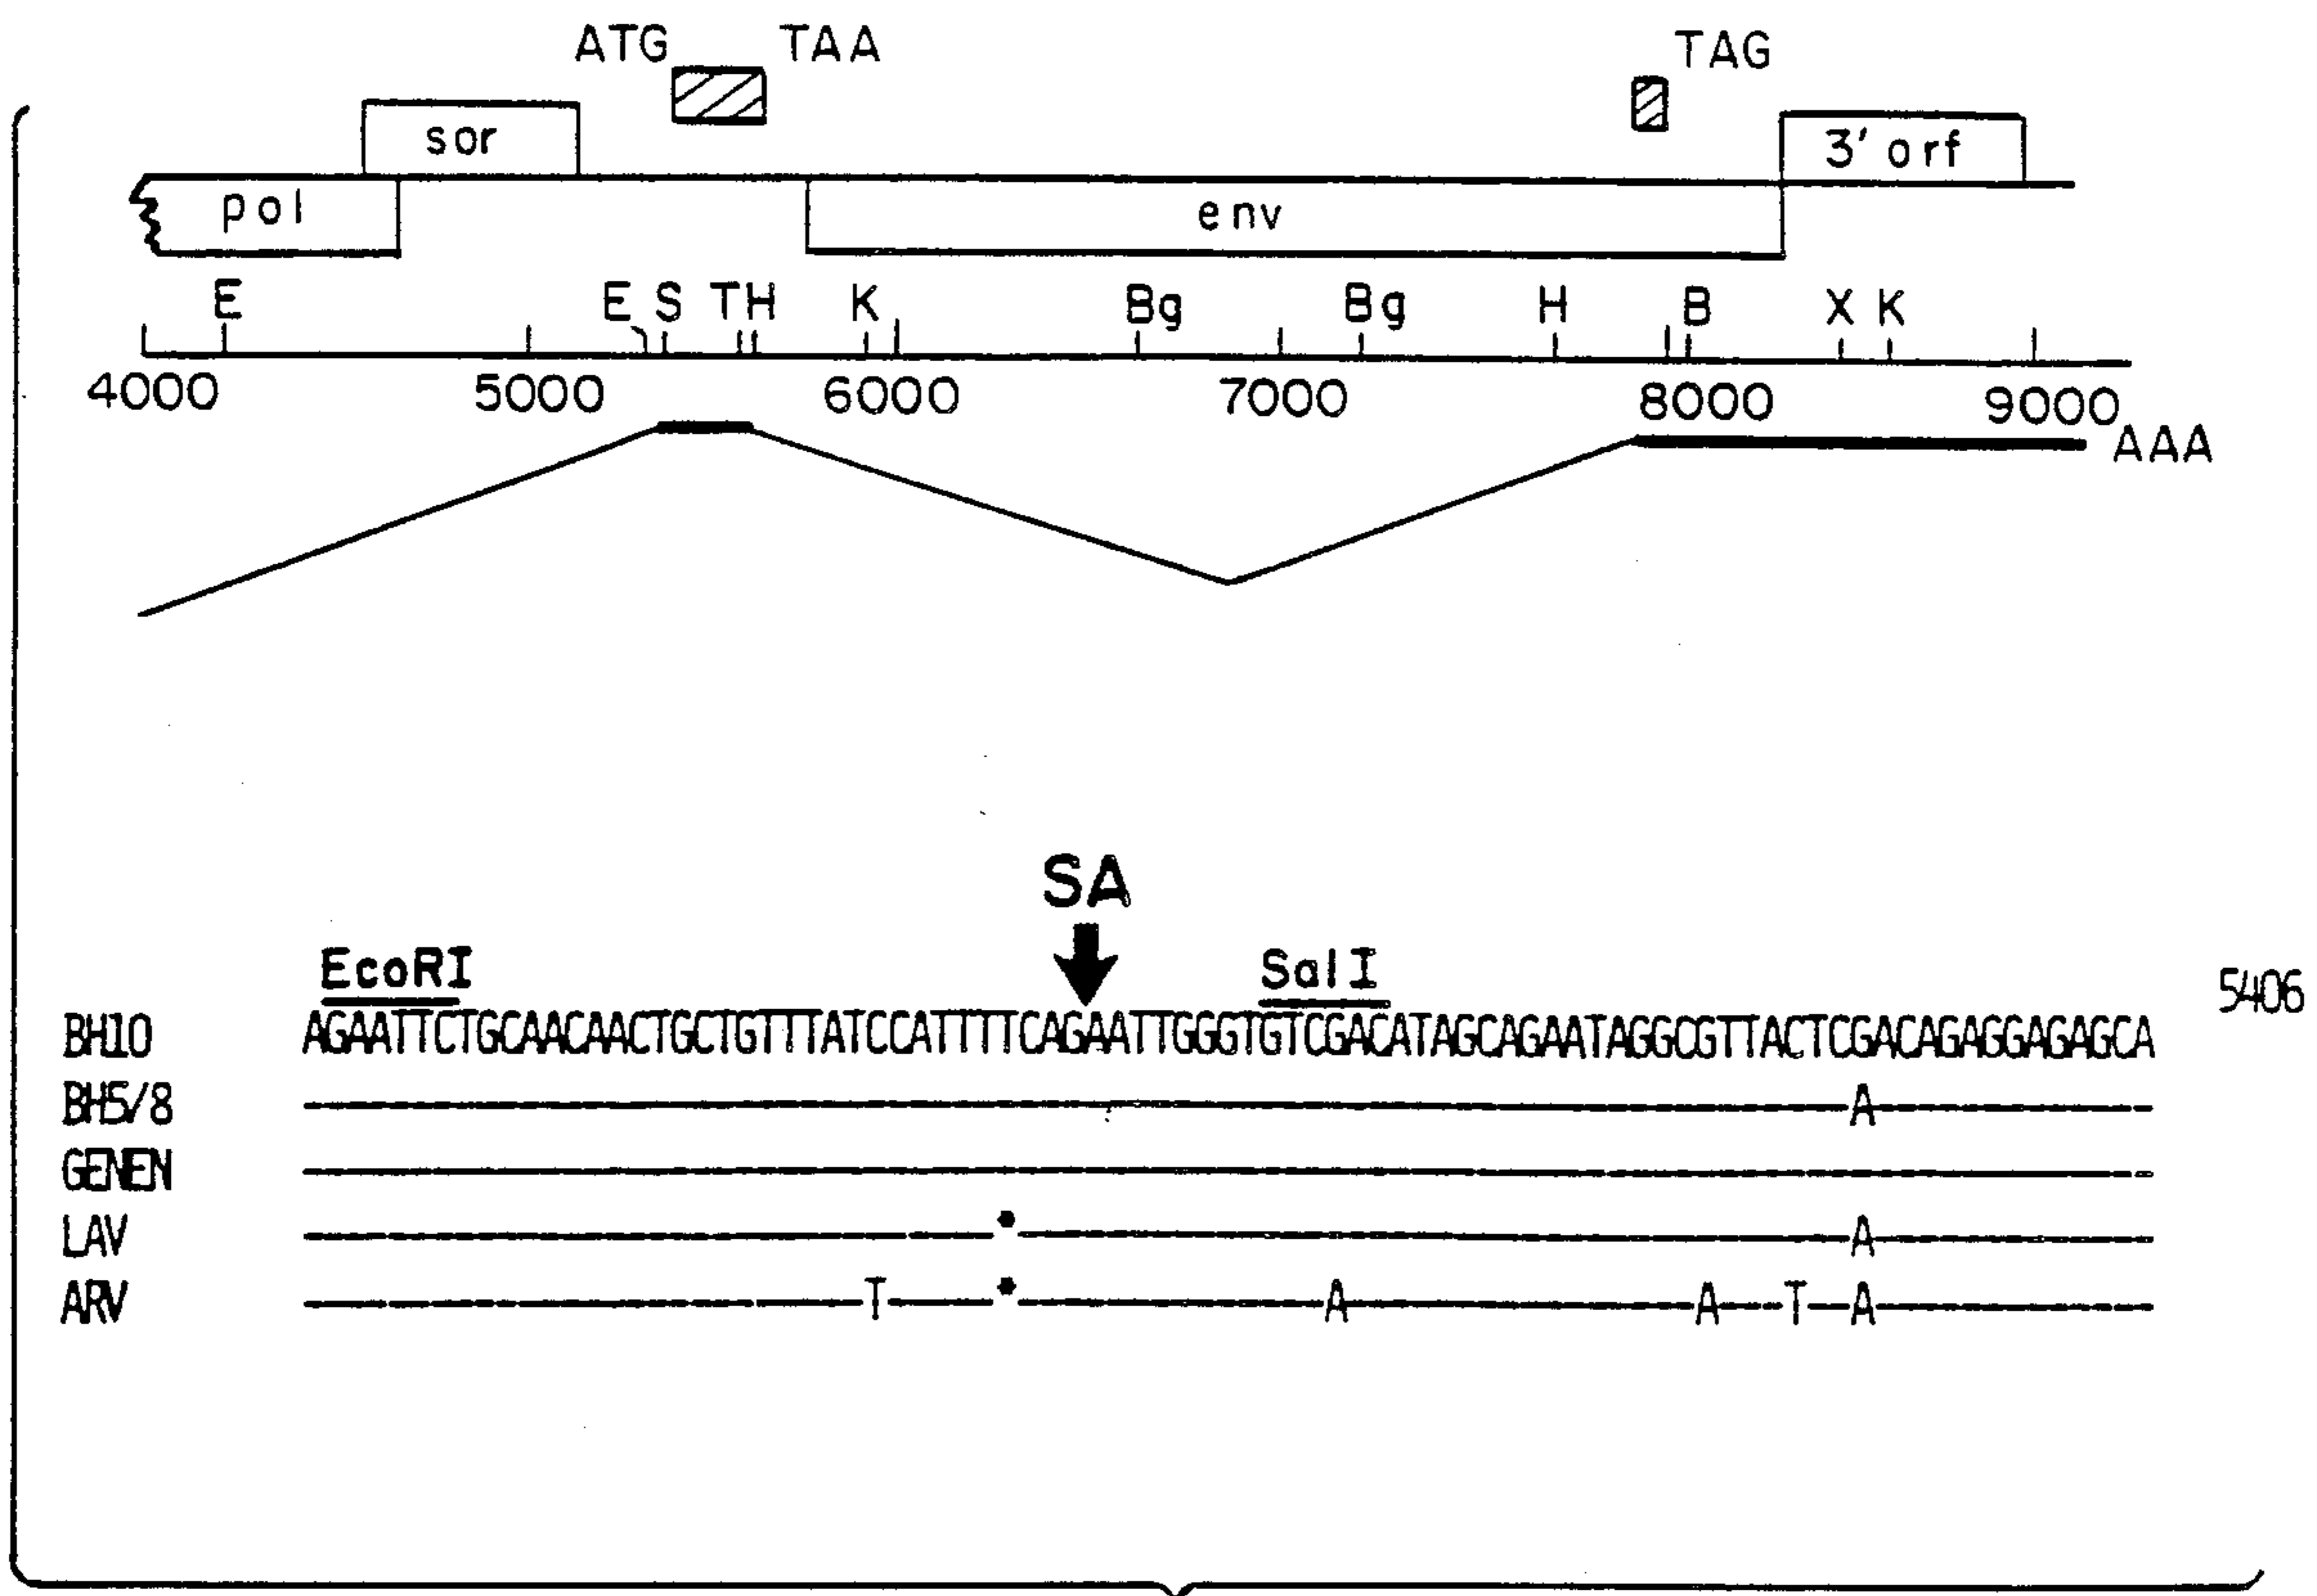 ATG TAA TAG
sor 3' orf
pol env
E E S T H K Bg Bg H B X K
4000 5000 6000 7000 8000 9000
AAA
SA
EcoRI SalI
5406
BH10 AGAATTCTGCAACAACTGCTGTTTATCCATTTTCAGAATTGGGTGTCGACATAGCAGAATAGGCGTTACTCGACAGAGGAGAGCA
BH5/8 A
GENEN
LAV • A
ARV T • A A T A